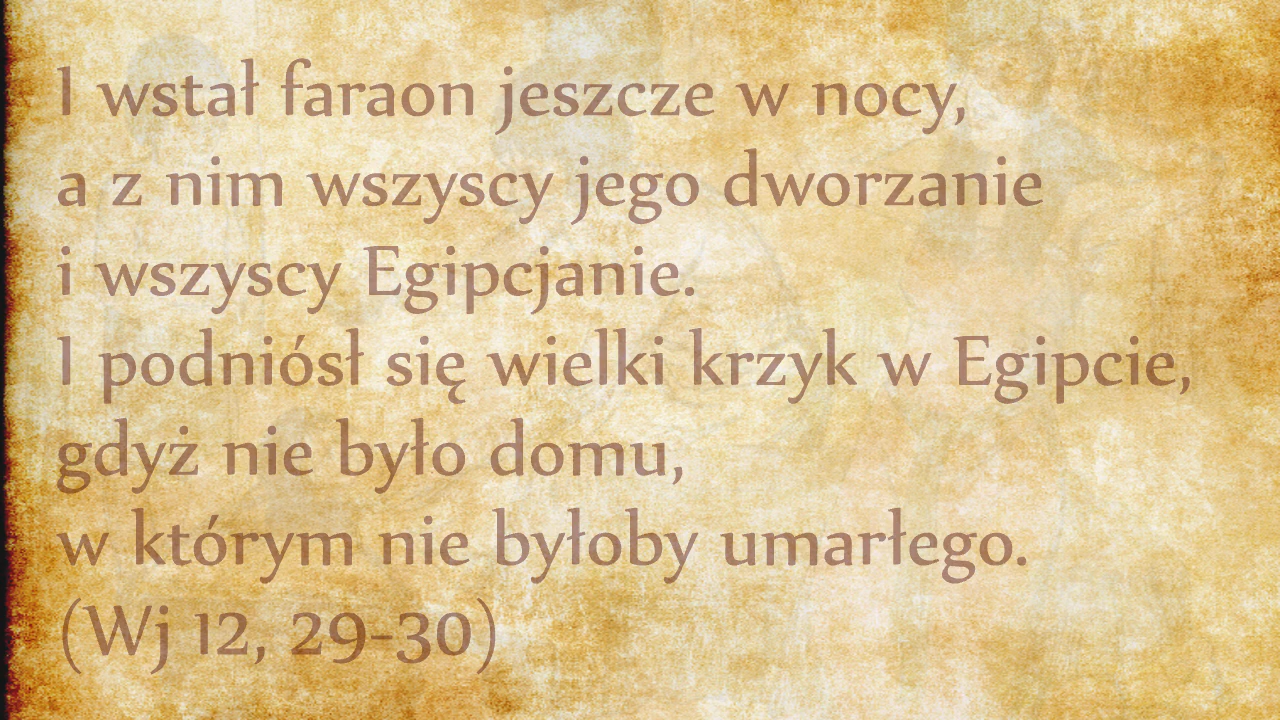 I wstał faraon jeszcze w nocy,
a z nim wszyscy jego dworzanie
i wszyscy Egipcjanie.
I podniósł się wielki krzyk w Egipcie,
gdyż nie było domu,
w którym nie byłoby umarłego.
(Wj 12, 29-30)